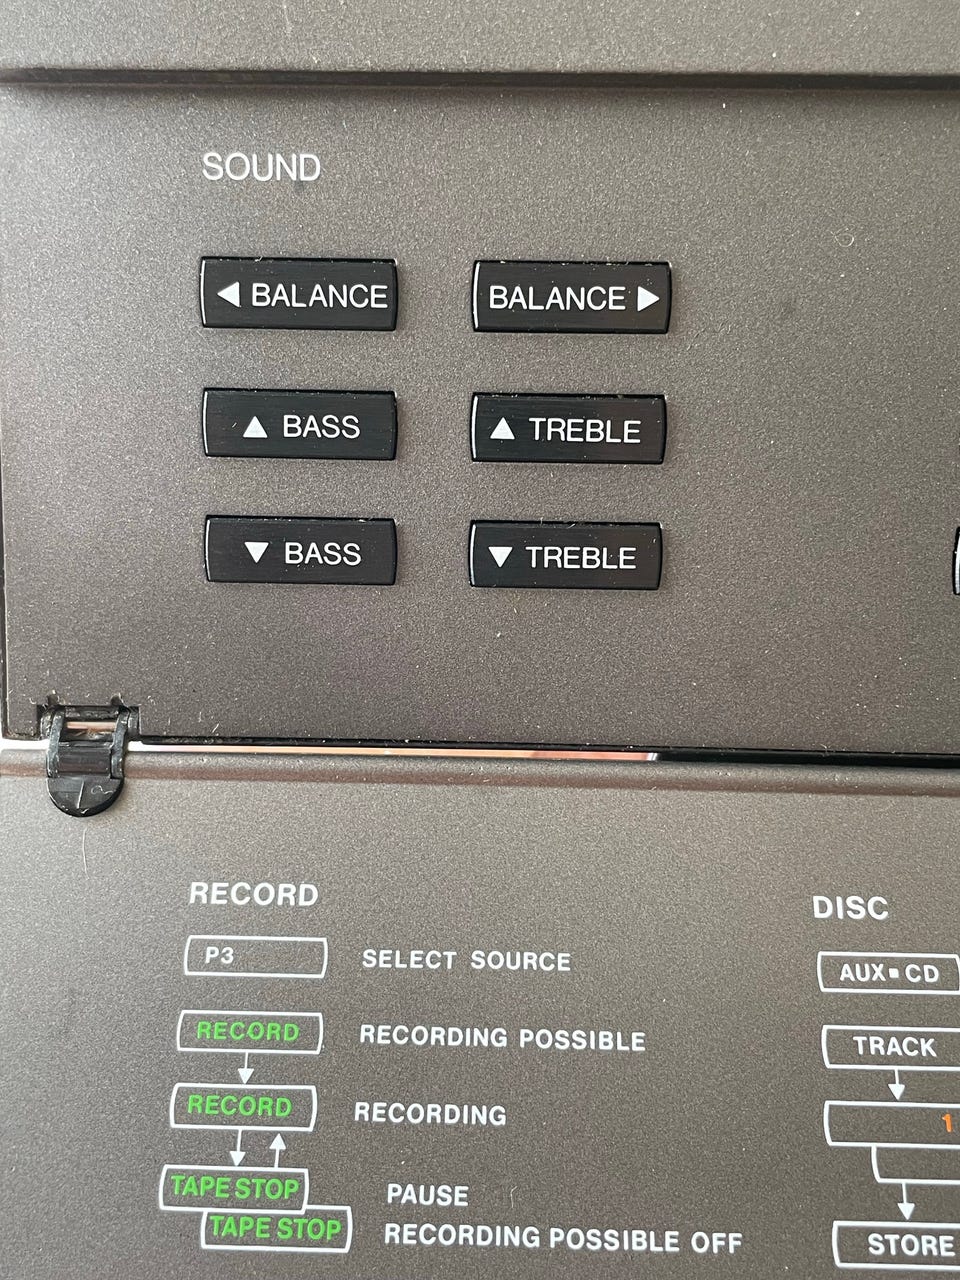 SOUND
◀ BALANCE BALANCE ▶
▲ BASS ▲ TREBLE
▼ BASS ▼ TREBLE
RECORD
P3 SELECT SOURCE
RECORD RECORDING POSSIBLE
RECORD RECORDING
TAPE STOP PAUSE
TAPE STOP RECORDING POSSIBLE OFF
DISC
AUX▪CD
TRACK
1
STORE